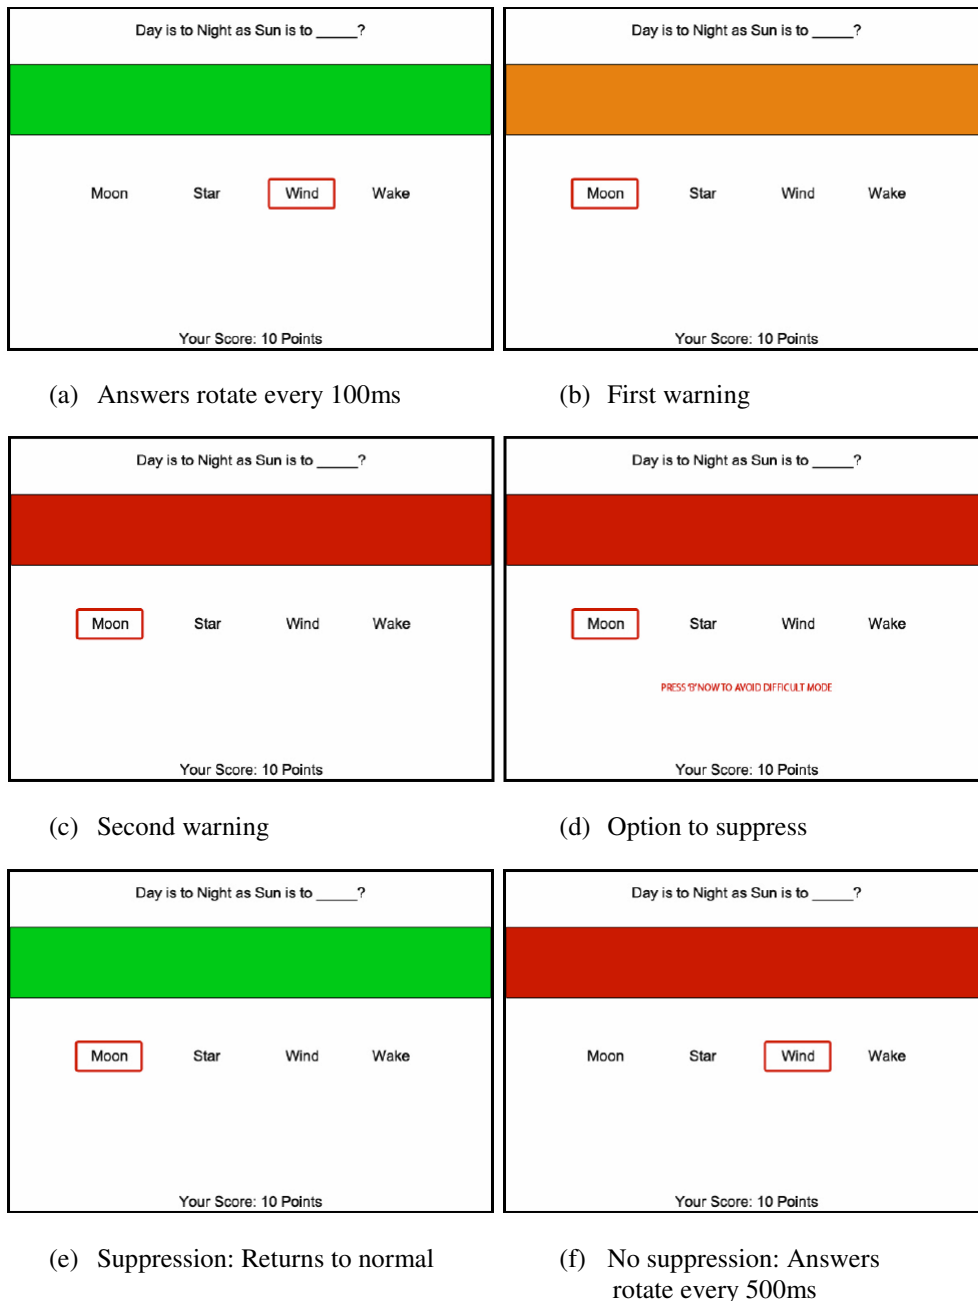 Day is to Night as Sun is to _____?
Day is to Night as Sun is to _____?
Moon Star Wind Wake
Moon Star Wind Wake
Your Score: 10 Points
Your Score: 10 Points
(a) Answers rotate every 100ms
(b) First warning
Day is to Night as Sun is to _____?
Day is to Night as Sun is to _____?
Moon Star Wind Wake
Moon Star Wind Wake
PRESS 'B' NOW TO AVOID DIFFICULT MODE
Your Score: 10 Points
Your Score: 10 Points
(c) Second warning
(d) Option to suppress
Day is to Night as Sun is to _____?
Day is to Night as Sun is to _____?
Moon Star Wind Wake
Moon Star Wind Wake
Your Score: 10 Points
Your Score: 10 Points
(e) Suppression: Returns to normal
(f) No suppression: Answers
rotate every 500ms